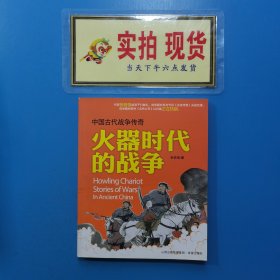 实拍 现货
当天下午六点发货
中国古代战争传奇
火器时代
的战争
Howling Chariot
Stories of Wars
In Ancient China